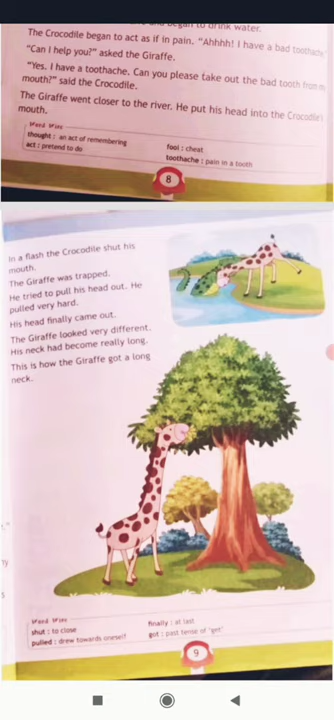 and began to drink water.
The Crocodile began to act as if in pain. "Ahhhh! I have a bad toothache,"
"Can I help you?" asked the Giraffe.
"Yes. I have a toothache. Can you please take out the bad tooth from my
mouth?" said the Crocodile.
The Giraffe went closer to the river. He put his head into the Crocodile's
mouth.
Word Wise
thought : an act of remembering
act : pretend to do
fool : cheat
toothache : pain in a tooth
8
In a flash the Crocodile shut his
mouth.
The Giraffe was trapped.
He tried to pull his head out. He
pulled very hard.
His head finally came out.
The Giraffe looked very different.
His neck had become really long.
This is how the Giraffe got a long
neck.
Word Wise
shut : to close
pulled : drew towards oneself
finally : at last
got : past tense of "get"
9